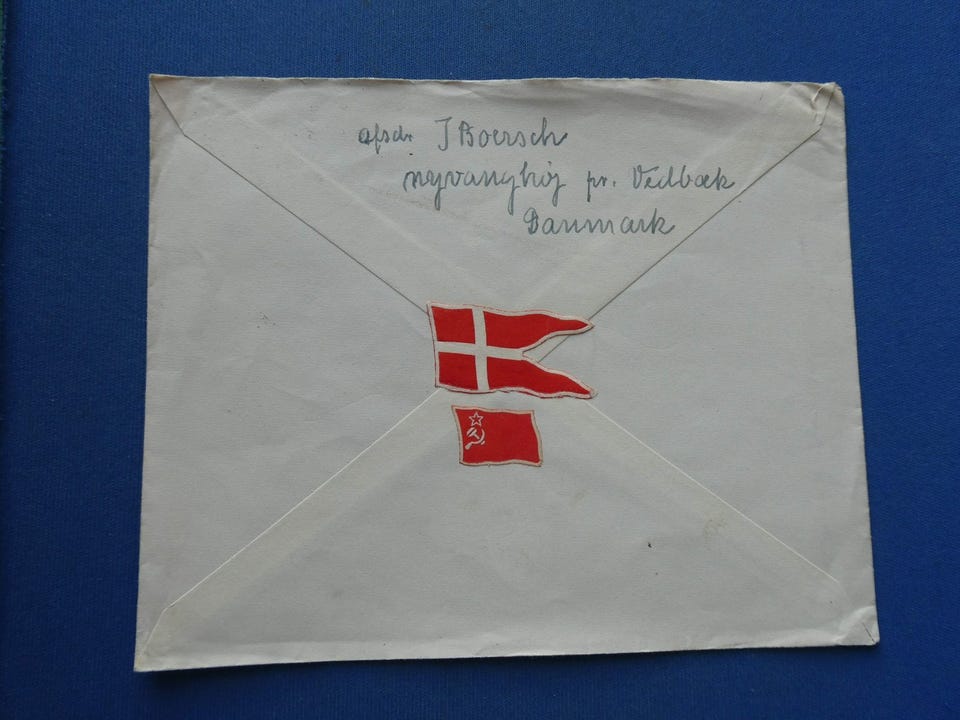 afsdr J Boersch
nyvanghøj pr. Vedbæk
Danmark